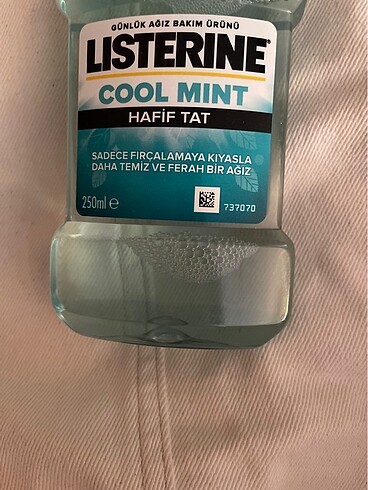 GÜNLÜK AĞIZ BAKIM ÜRÜNÜ
LISTERINE®
COOL MINT
HAFİF TAT
SADECE FIRÇALAMAYA KIYASLA
DAHA TEMİZ VE FERAH BİR AĞIZ
250ml e
737070